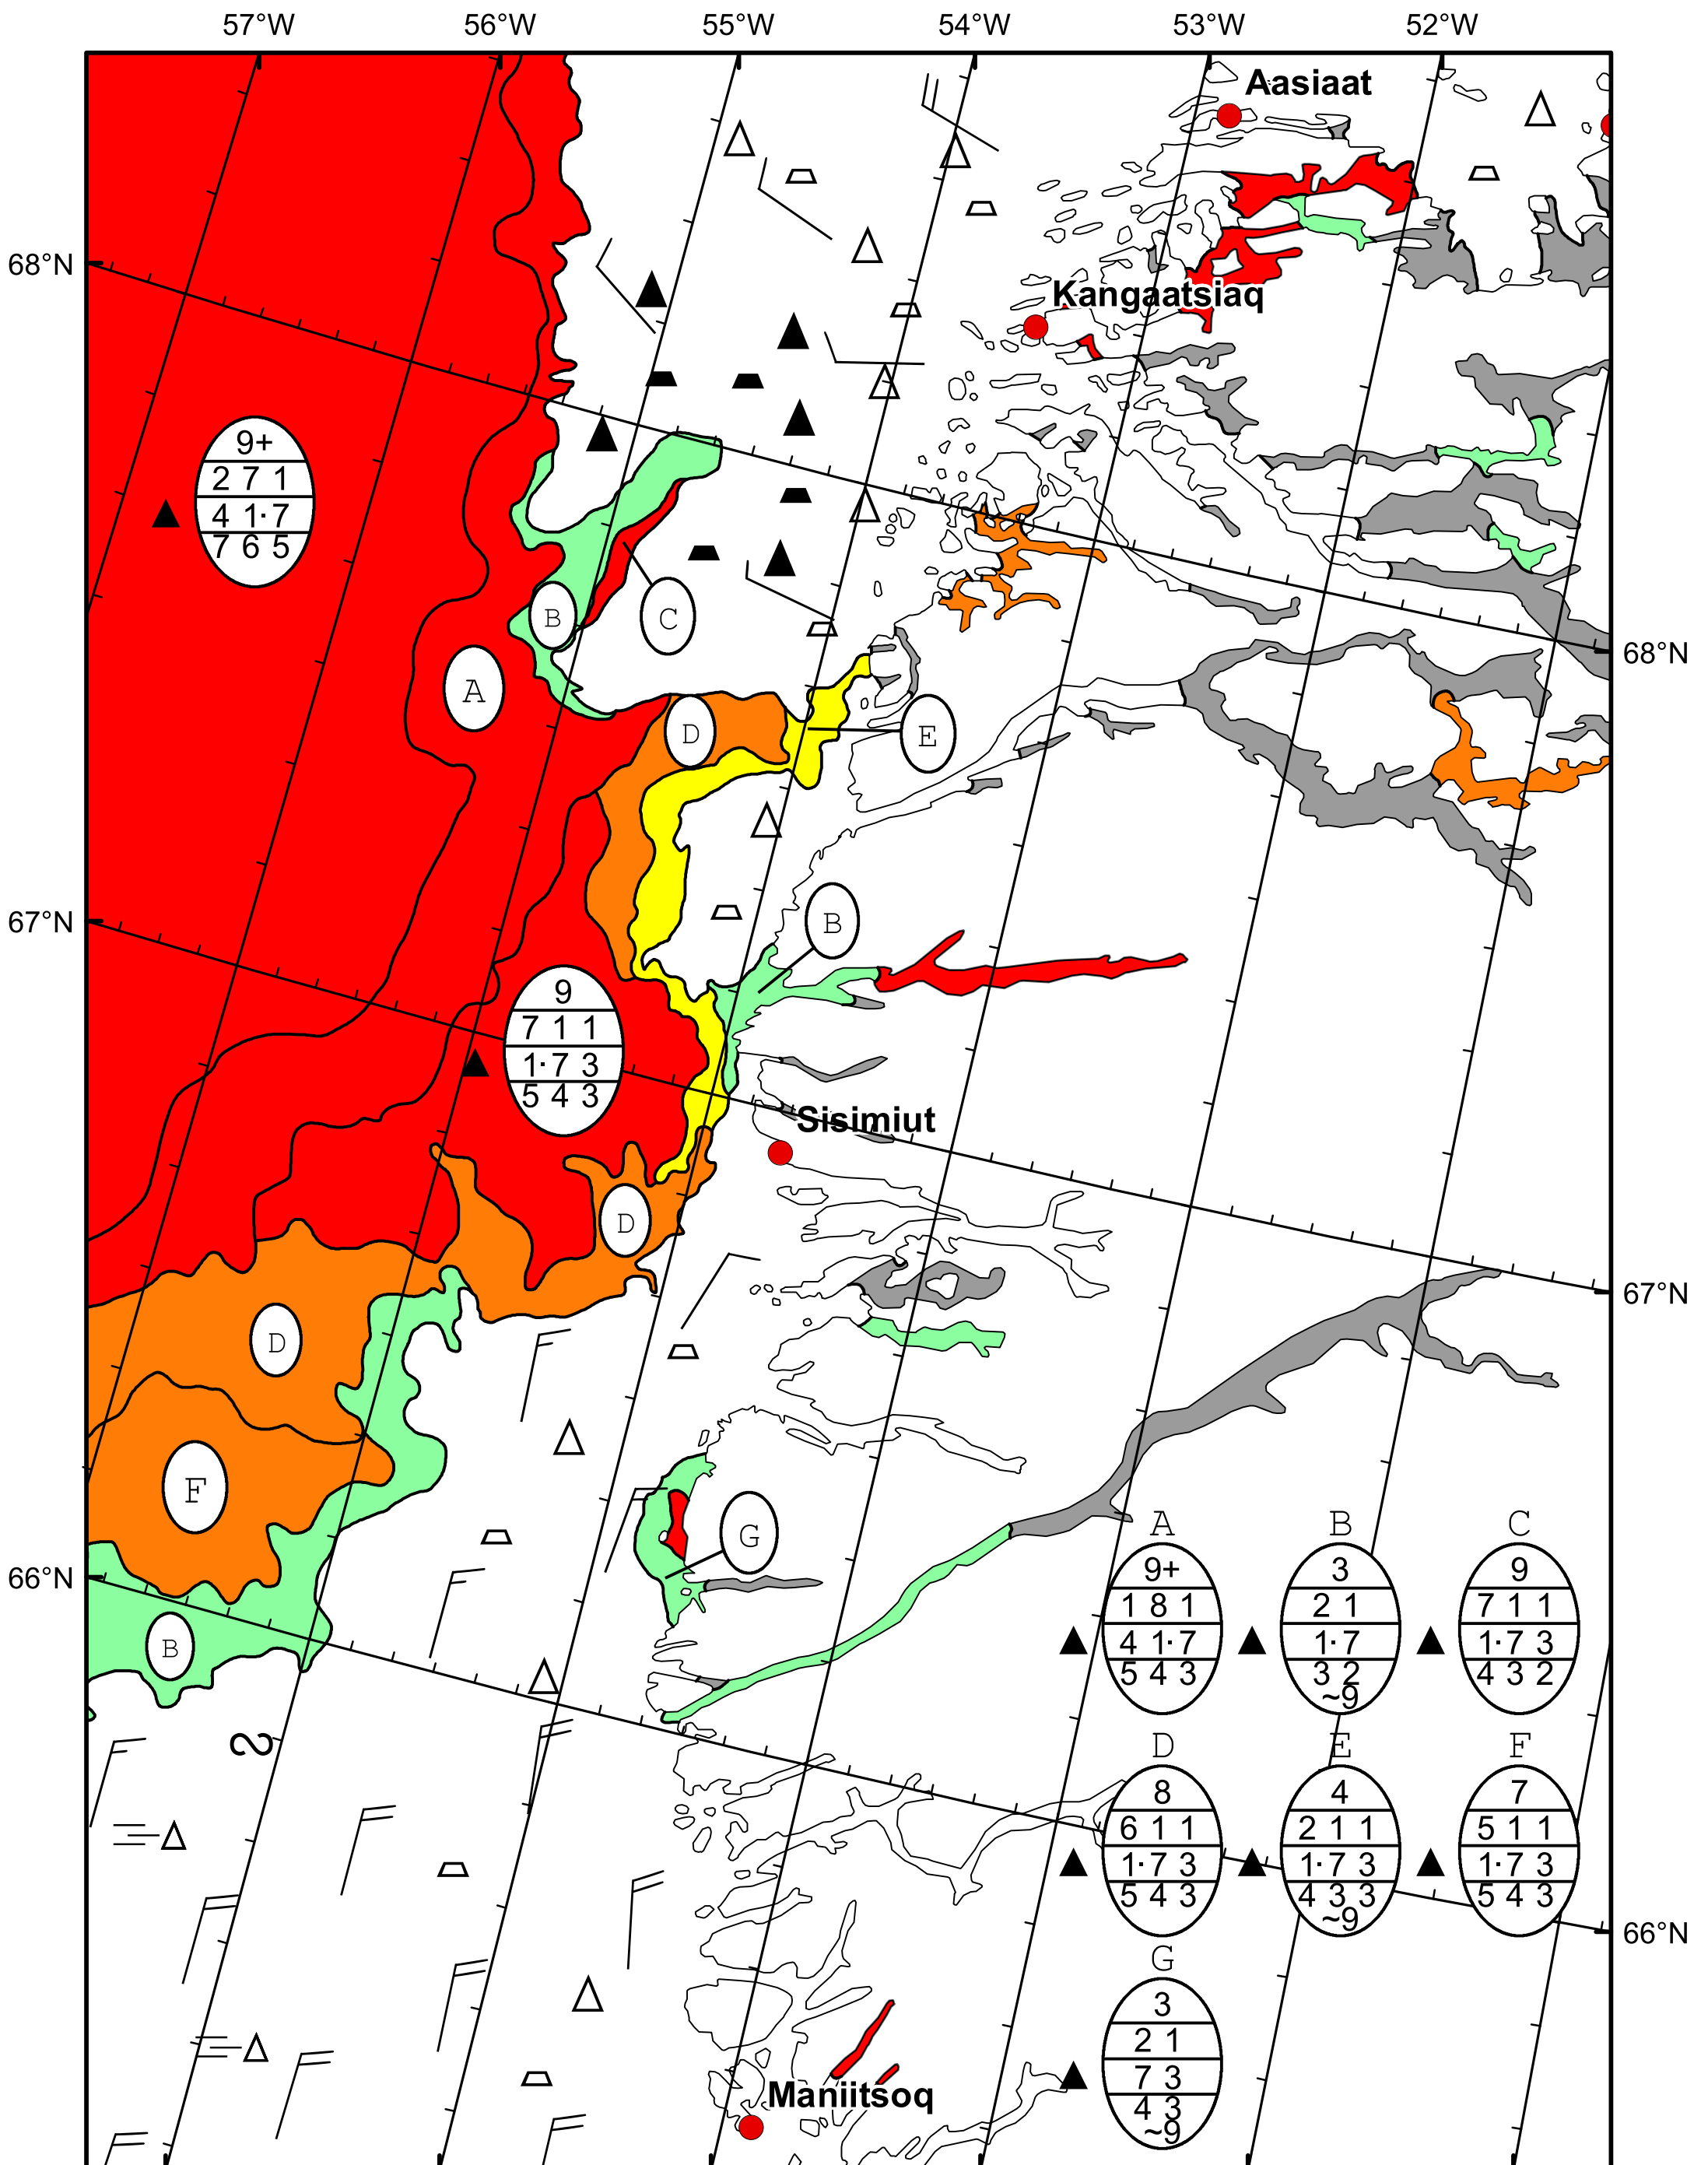 57°W 56°W 55°W 54°W 53°W 52°W
Aasiaat
68°N
Kangaatsiaq
9+
2 7 1
4 1· 7
7 6 5
B
C
68°N
A
D
E
67°N
B
9
7 1 1
1· 7 3
5 4 3
Sisimiut
D
67°N
D
F
G
66°N
B
A B C
9+ 3 9
1 8 1 2 1 7 1 1
4 1· 7 1· 7 1· 7 3
5 4 3 3 2 4 3 2
~9
D E F
8 4 7
6 1 1 2 1 1 5 1 1
1· 7 3 1· 7 3 1· 7 3
5 4 3 4 3 3 5 4 3
~9
66°N
G
3
2 1
7 3
4 3
~9
Maniitsoq